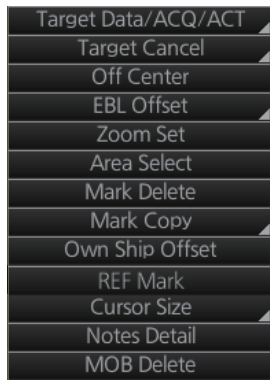 Target Data/ACQ/ACT
Target Cancel
Off Center
EBL Offset
Zoom Set
Area Select
Mark Delete
Mark Copy
Own Ship Offset
REF Mark
Cursor Size
Notes Detail
MOB Delete